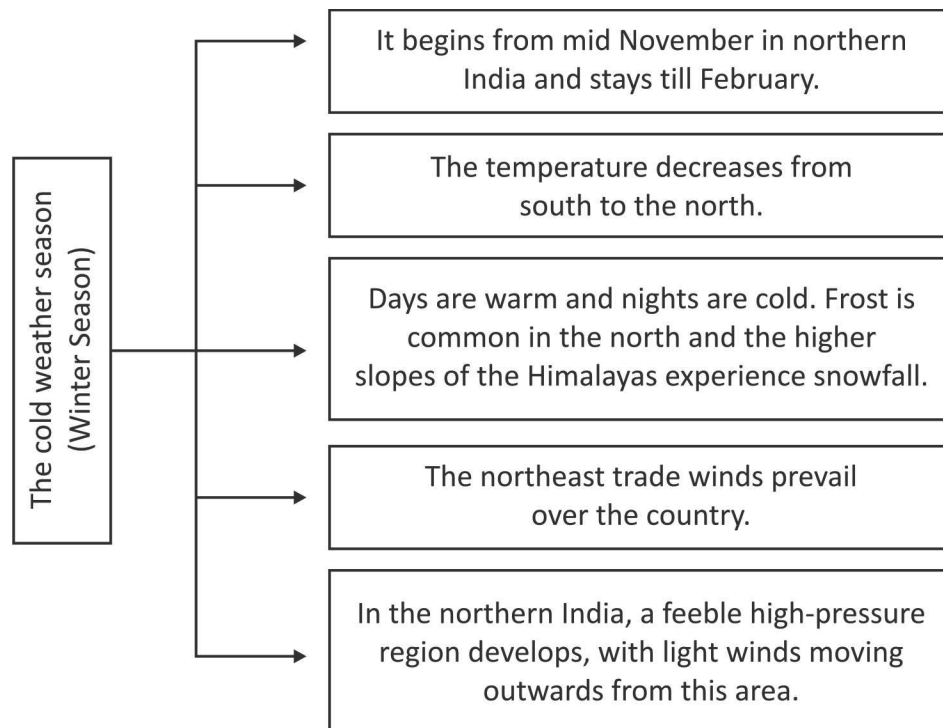 The cold weather season
(Winter Season)
It begins from mid November in northern
India and stays till February.
The temperature decreases from
south to the north.
Days are warm and nights are cold. Frost is
common in the north and the higher
slopes of the Himalayas experience snowfall.
The northeast trade winds prevail
over the country.
In the northern India, a feeble high-pressure
region develops, with light winds moving
outwards from this area.